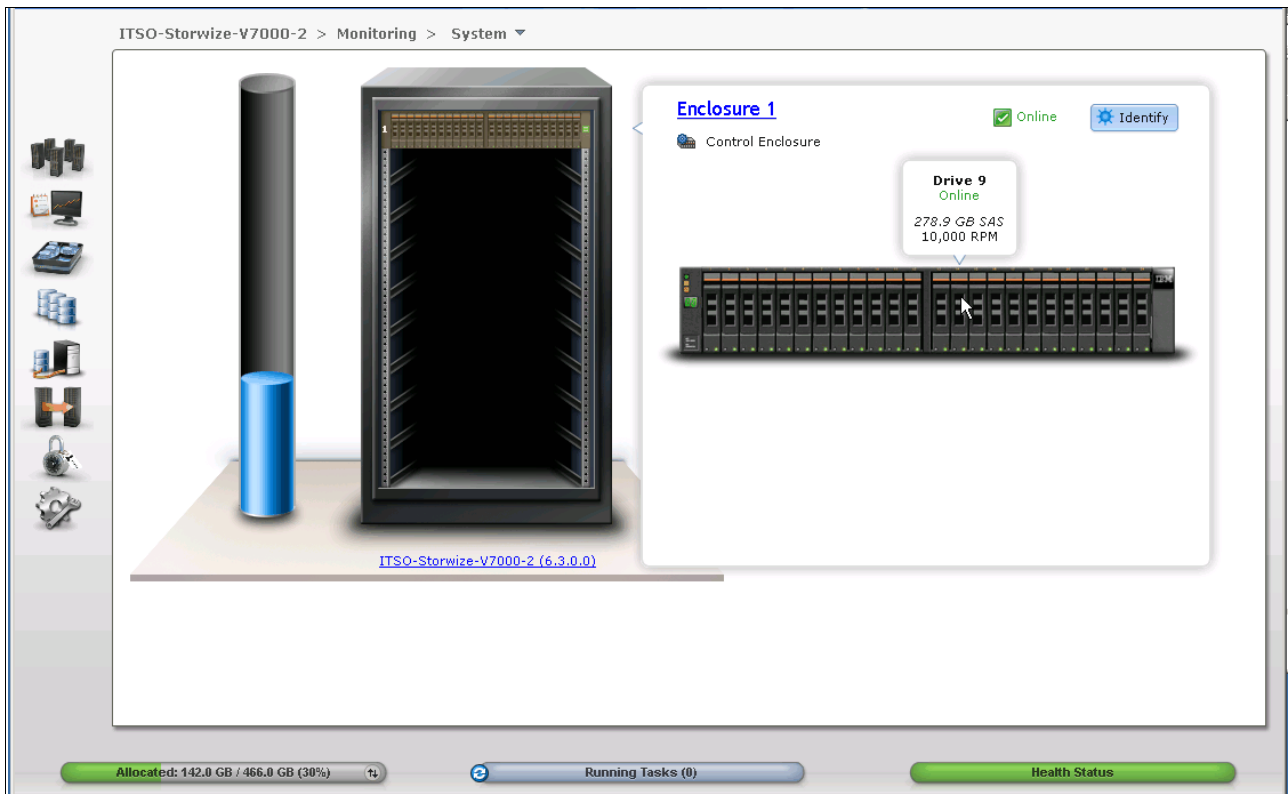 ITSO-Storwize-V7000-2 > Monitoring > System
Enclosure 1
Online
Identify
Control Enclosure
Drive 9
Online
278.9 GB SAS
10,000 RPM
1
IBM
ITSO-Storwize-V7000-2 (6.3.0.0)
Allocated: 142.0 GB / 466.0 GB (30%)
Running Tasks (0)
Health Status